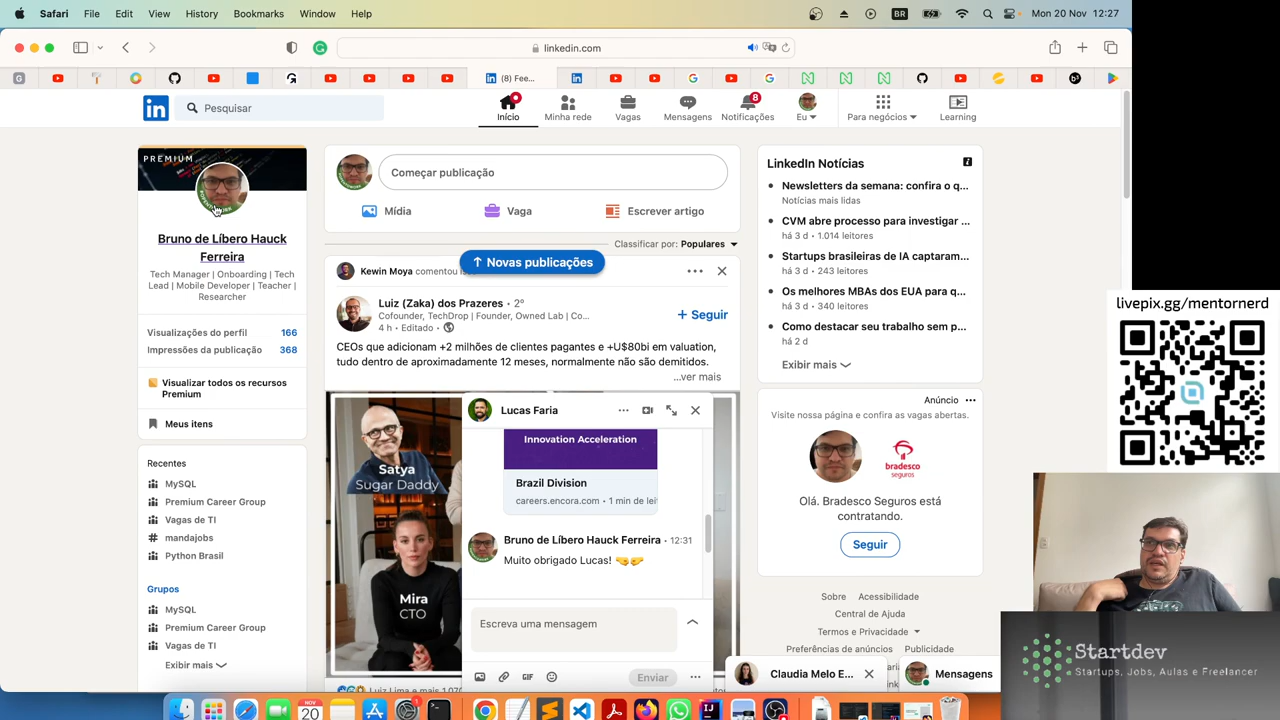 Safari File Edit View History Bookmarks Window Help
BR
Mon 20 Nov 12:27
linkedin.com
(8) Fee...
Pesquisar
Início
Minha rede
Vagas
Mensagens
8
Notificações
Eu
Para negócios
Learning
PREMIUM
Bruno de Líbero Hauck
Ferreira
Tech Manager | Onboarding | Tech
Lead | Mobile Developer | Teacher |
Researcher
Visualizações do perfil 166
Impressões da publicação 368
Visualizar todos os recursos
Premium
Meus itens
Recentes
MySQL
Premium Career Group
Vagas de TI
mandajobs
Python Brasil
Grupos
MySQL
Premium Career Group
Vagas de TI
Exibir mais
Começar publicação
Mídia
Vaga
Escrever artigo
Classificar por: Populares
↑ Novas publicações
Kewin Moya comentou
Luiz (Zaka) dos Prazeres • 2º
Cofounder, TechDrop | Founder, Owned Lab | Co...
4 h • Editado •
+ Seguir
CEOs que adicionam +2 milhões de clientes pagantes e +U$80bi em valuation,
tudo dentro de aproximadamente 12 meses, normalmente não são demitidos.
...ver mais
Satya
Sugar Daddy
Mira
CTO
Lucas Faria
Innovation Acceleration
Brazil Division
careers.encora.com • 1 min de lei
Bruno de Líbero Hauck Ferreira • 12:31
Muito obrigado Lucas! 🤜🤛
Escreva uma mensagem
GIF
Enviar
LinkedIn Notícias
Newsletters da semana: confira o q...
Notícias mais lidas
CVM abre processo para investigar ...
há 3 d • 1.014 leitores
Startups brasileiras de IA captaram...
há 3 d • 243 leitores
Os melhores MBAs dos EUA para q...
há 3 d • 340 leitores
Como destacar seu trabalho sem p...
há 2 d
Exibir mais
Anúncio
Visite nossa página e confira as vagas abertas.
bradesco
seguros
Olá. Bradesco Seguros está
contratando.
Seguir
Sobre Acessibilidade
Central de Ajuda
Termos e Privacidade
Preferências de anúncios Publicidade
Claudia Melo E...
Mensagens
livepix.gg/mentornerd
Startdev
Startups, Jobs, Aulas e Freelancer
NOV
20